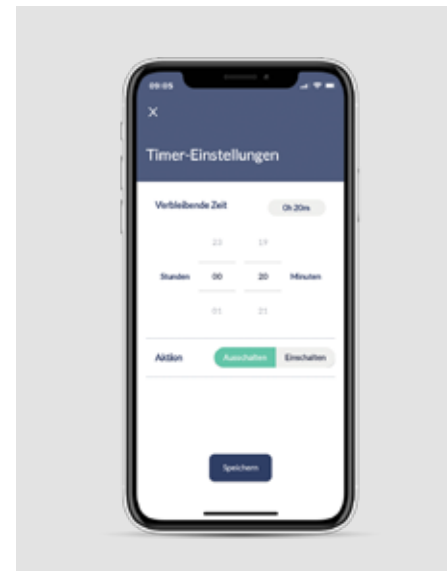 09:05
Timer-Einstellungen
Verbleibende Zeit 0h 20m
23 19
Stunden 00 20 Minuten
01 21
Aktion Ausschalten Einschalten
Speichern